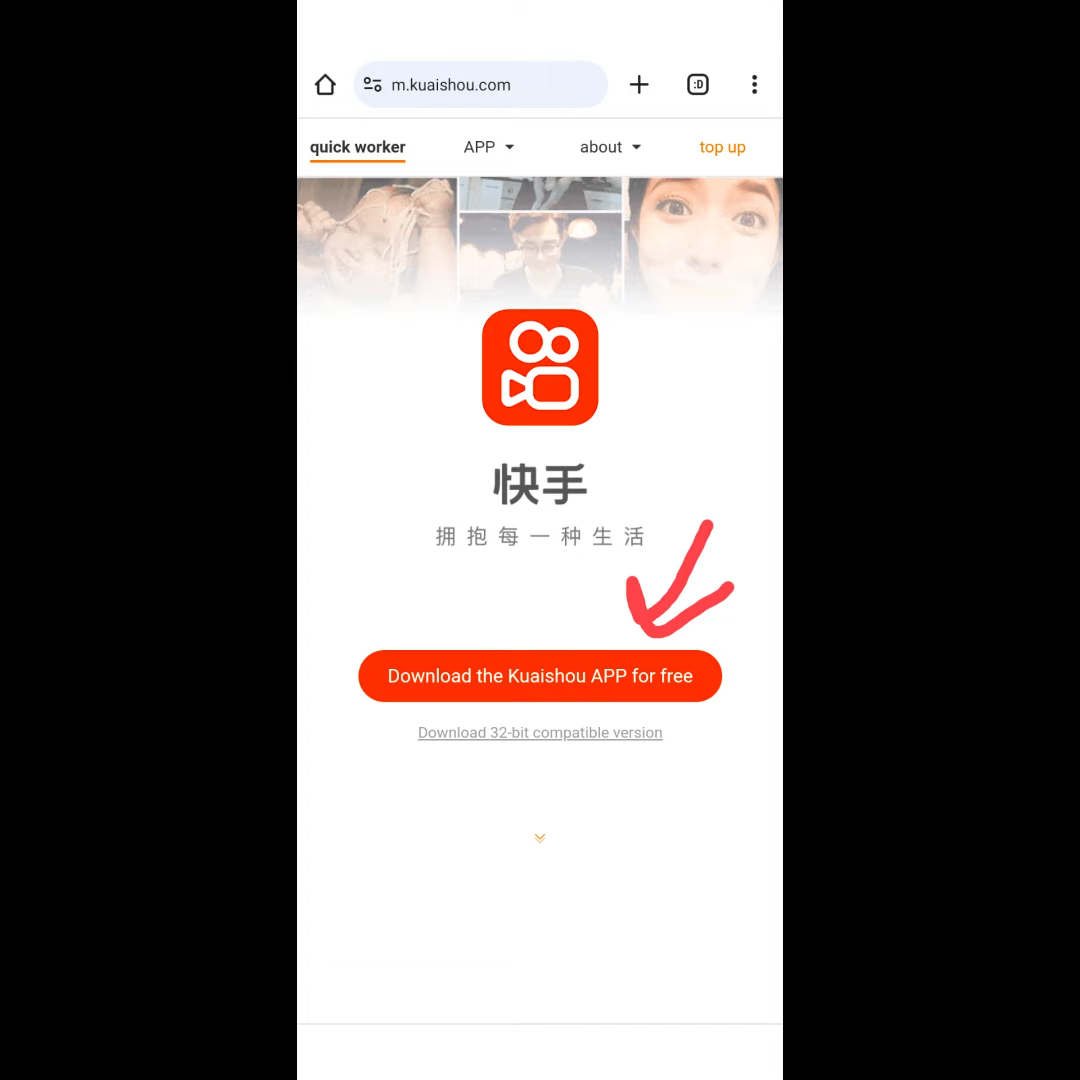 m.kuaishou.com
:D
quick worker
APP
about
top up
快手
拥抱每一种生活
Download the Kuaishou APP for free
Download 32-bit compatible version